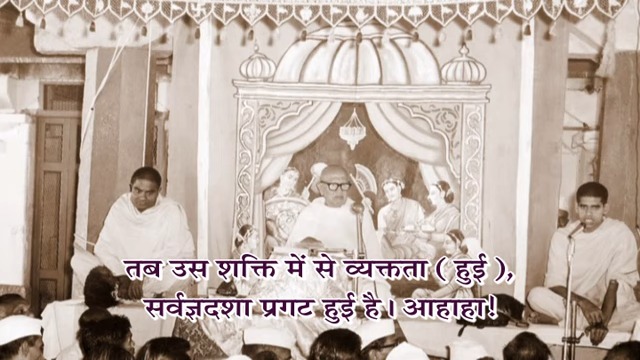 तब उस शक्ति में से व्यक्तता ( हुई ),
सर्वज्ञदशा प्रगट हुई है। आहाहा!